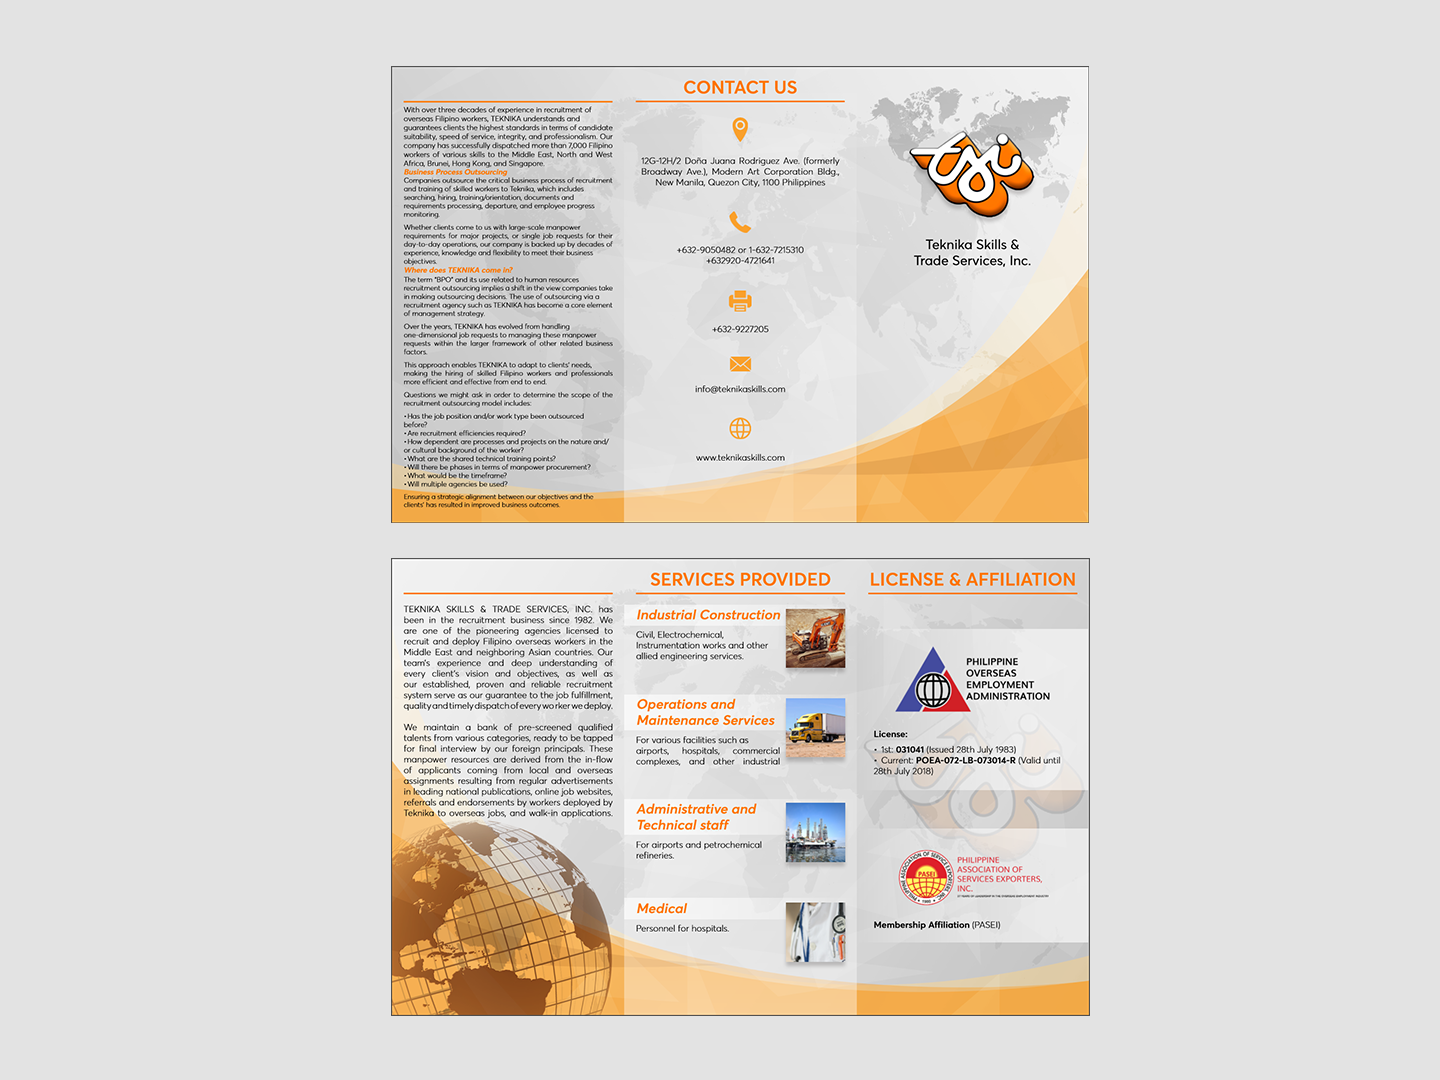 With over three decades of experience in recruitment of
overseas Filipino workers, TEKNIKA understands and
guarantees clients the highest standards in terms of candidate
suitability, speed of service, integrity, and professionalism. Our
company has successfully dispatched more than 7,000 Filipino
workers of various skills to the Middle East, North and West
Africa, Brunei, Hong Kong, and Singapore.
Business Process Outsourcing
Companies outsource the critical business process of recruitment
and training of skilled workers to Teknika, which includes
searching, hiring, training/orientation, documents and
requirements processing, departure, and employee progress
monitoring.
Whether clients come to us with large-scale manpower
requirements for major projects, or single job requests for their
day-to-day operations, our company is backed up by decades of
experience, knowledge and flexibility to meet their business
objectives.
Where does TEKNIKA come in?
The term "BPO" and its use related to human resources
recruitment outsourcing implies a shift in the view companies take
in making outsourcing decisions. The use of outsourcing via a
recruitment agency such as TEKNIKA has become a core element
of management strategy.
Over the years, TEKNIKA has evolved from handling
one-dimensional job requests to managing these manpower
requests within the larger framework of other related business
factors.
This approach enables TEKNIKA to adapt to clients' needs,
making the hiring of skilled Filipino workers and professionals
more efficient and effective from end to end.
Questions we might ask in order to determine the scope of the
recruitment outsourcing model includes:
• Has the job position and/or work type been outsourced
before?
• Are recruitment efficiencies required?
• How dependent are processes and projects on the nature and/
or cultural background of the worker?
• What are the shared technical training points?
• Will there be phases in terms of manpower procurement?
• What would be the timeframe?
• Will multiple agencies be used?
Ensuring a strategic alignment between our objectives and the
clients' has resulted in improved business outcomes.
CONTACT US
12G-12H/2 Doña Juana Rodriguez Ave. (formerly
Broadway Ave.), Modern Art Corporation Bldg.,
New Manila, Quezon City, 1100 Philippines
+632-9050482 or 1-632-7215310
+632920-4721641
+632-9227205
info@teknikaskills.com
www.teknikaskills.com
tsi
Teknika Skills &
Trade Services, Inc.
TEKNIKA SKILLS & TRADE SERVICES, INC. has
been in the recruitment business since 1982. We
are one of the pioneering agencies licensed to
recruit and deploy Filipino overseas workers in the
Middle East and neighboring Asian countries. Our
team's experience and deep understanding of
every client's vision and objectives, as well as
our established, proven and reliable recruitment
system serve as our guarantee to the job fulfillment,
quality and timely dispatch of every worker we deploy.
We maintain a bank of pre-screened qualified
talents from various categories, ready to be tapped
for final interview by our foreign principals. These
manpower resources are derived from the in-flow
of applicants coming from local and overseas
assignments resulting from regular advertisements
in leading national publications, online job websites,
referrals and endorsements by workers deployed by
Teknika to overseas jobs, and walk-in applications.
SERVICES PROVIDED
Industrial Construction
Civil, Electrochemical,
Instrumentation works and other
allied engineering services.
Operations and
Maintenance Services
For various facilities such as
airports, hospitals, commercial
complexes, and other industrial
Administrative and
Technical staff
For airports and petrochemical
refineries.
Medical
Personnel for hospitals.
LICENSE & AFFILIATION
PHILIPPINE
OVERSEAS
EMPLOYMENT
ADMINISTRATION
License:
• 1st: 031041 (Issued 28th July 1983)
• Current: POEA-072-LB-073014-R (Valid until
28th July 2018)
tsi
PHILIPPINE ASSOCIATION OF SERVICE EXPORTERS, INC.
PASEI
1980
PHILIPPINE
ASSOCIATION OF
SERVICES EXPORTERS,
INC.
Membership Affiliation (PASEI)